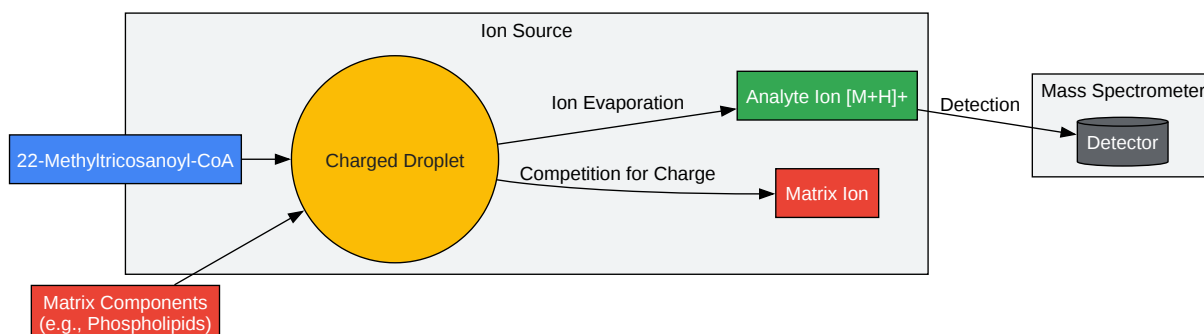 Ion Source
Mass Spectrometer
22-Methyltricosanoyl-CoA
Charged Droplet
Ion Evaporation
Analyte Ion [M+H]+
Detection
Detector
Competition for Charge
Matrix Ion
Matrix Components
(e.g., Phospholipids)